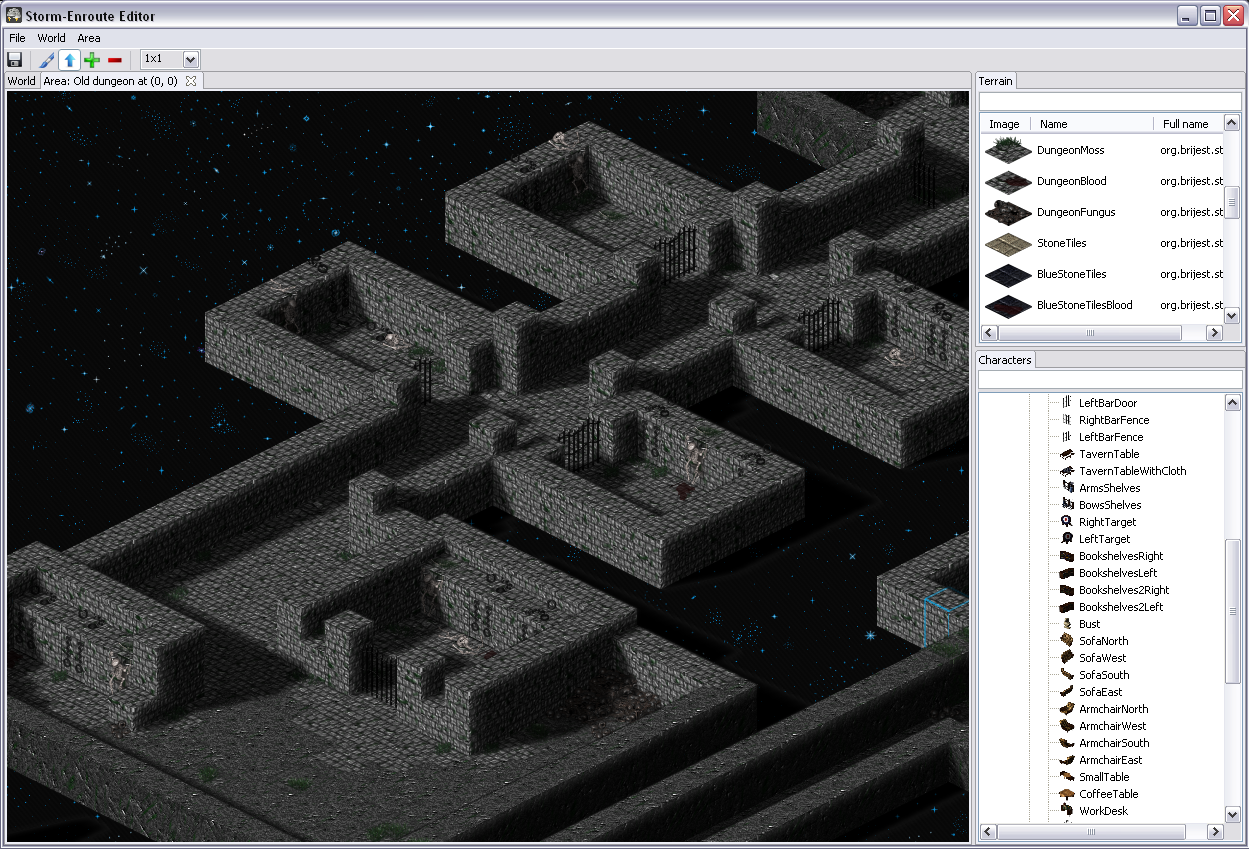 Storm-Enroute Editor
File World Area
1x1
World Area: Old dungeon at (0, 0)
Terrain
Image Name Full name
DungeonMoss org.brijest.st
DungeonBlood org.brijest.st
DungeonFungus org.brijest.st
StoneTiles org.brijest.st
BlueStoneTiles org.brijest.st
BlueStoneTilesBlood org.brijest.st
Characters
LeftBarDoor
RightBarFence
LeftBarFence
TavernTable
TavernTableWithCloth
ArmsShelves
BowsShelves
RightTarget
LeftTarget
BookshelvesRight
BookshelvesLeft
Bookshelves2Right
Bookshelves2Left
Bust
SofaNorth
SofaWest
SofaSouth
SofaEast
ArmchairNorth
ArmchairWest
ArmchairSouth
ArmchairEast
SmallTable
CoffeeTable
WorkDesk